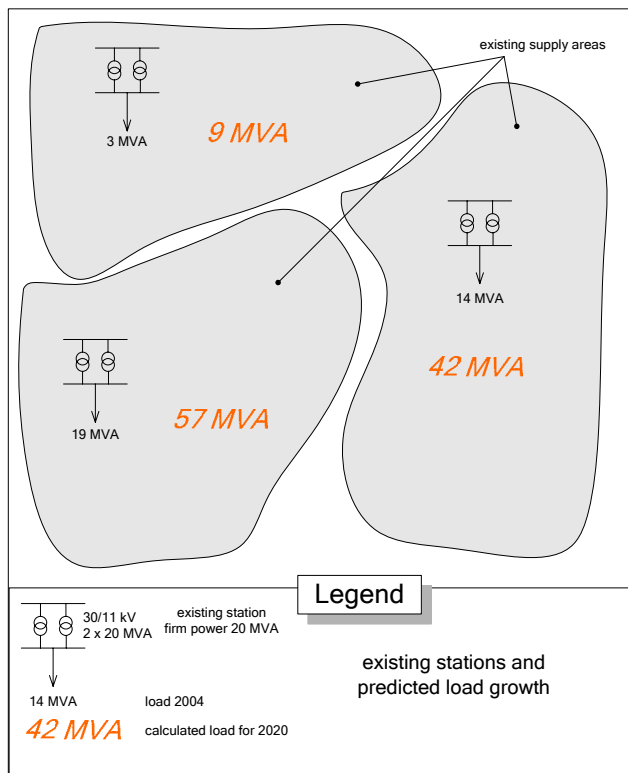 existing supply areas
3 MVA
9 MVA
14 MVA
42 MVA
19 MVA
57 MVA
Legend
30/11 kV
2 x 20 MVA
existing station
firm power 20 MVA
14 MVA
load 2004
42 MVA
calculated load for 2020
existing stations and
predicted load growth